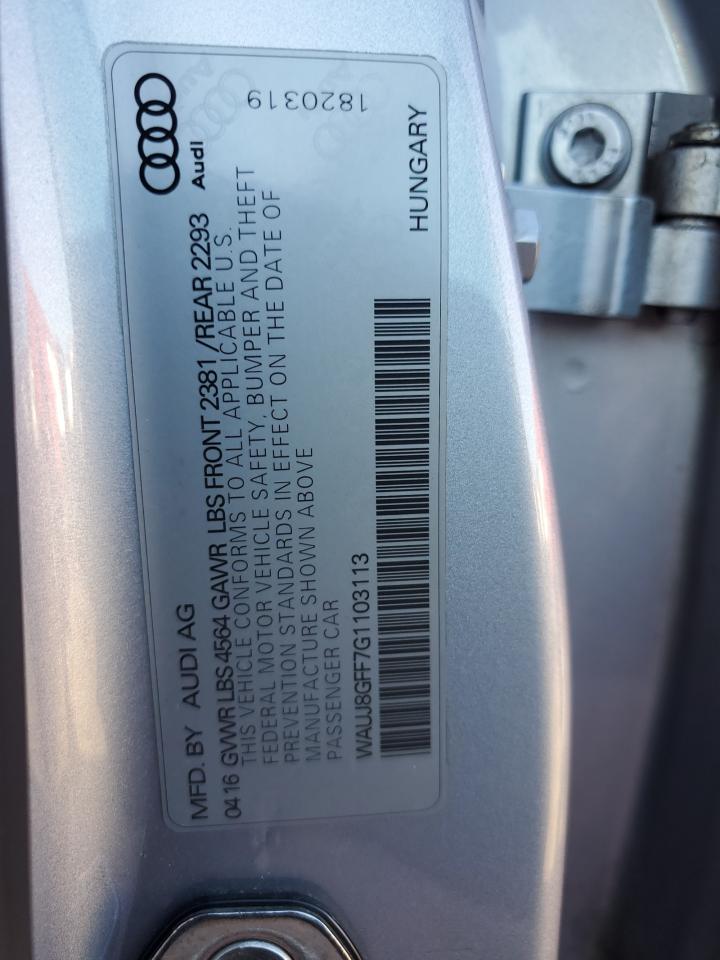 MFD. BY AUDI AG
0416 GVWR LBS 4564 GAWR LBS FRONT 2381 /REAR 2293
THIS VEHICLE CONFORMS TO ALL APPLICABLE U.S.
FEDERAL MOTOR VEHICLE SAFETY, BUMPER AND THEFT
PREVENTION STANDARDS IN EFFECT ON THE DATE OF
MANUFACTURE SHOWN ABOVE
PASSENGER CAR
WAUJ8GFF7G1103113
Audi
1820319
HUNGARY